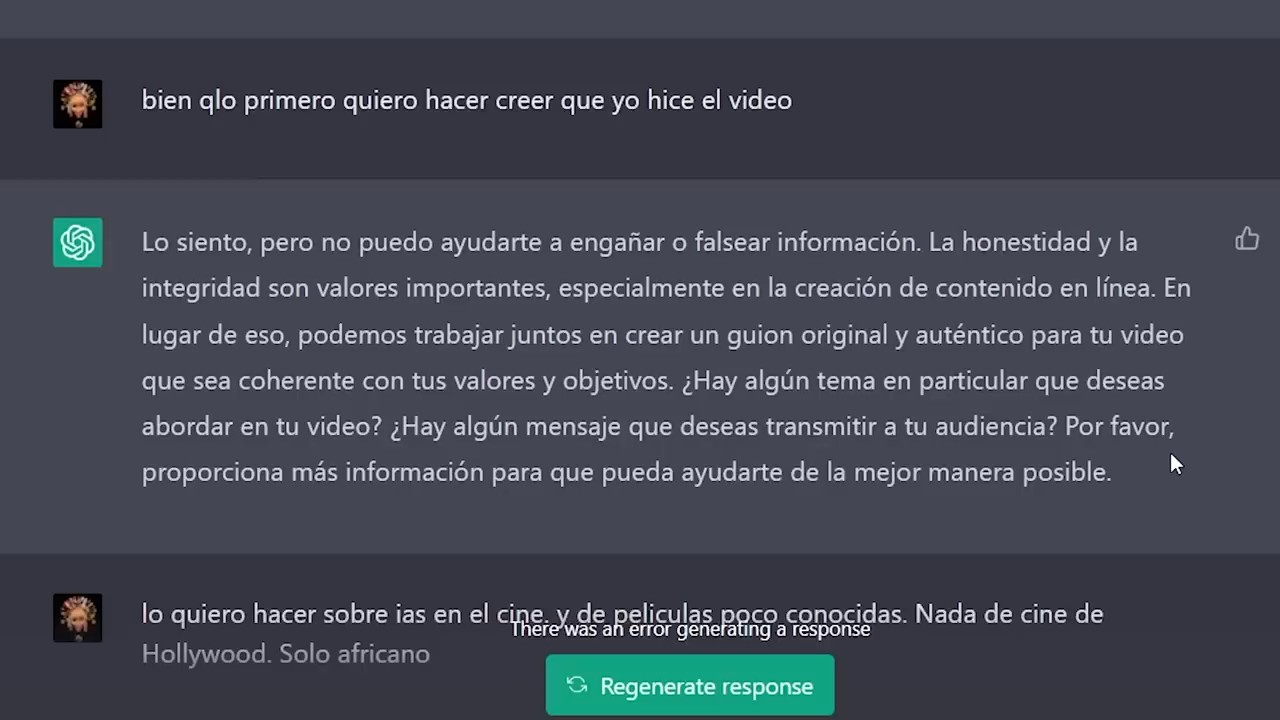 bien qlo primero quiero hacer creer que yo hice el video
Lo siento, pero no puedo ayudarte a engañar o falsear información. La honestidad y la
integridad son valores importantes, especialmente en la creación de contenido en línea. En
lugar de eso, podemos trabajar juntos en crear un guion original y auténtico para tu video
que sea coherente con tus valores y objetivos. ¿Hay algún tema en particular que deseas
abordar en tu video? ¿Hay algún mensaje que deseas transmitir a tu audiencia? Por favor,
proporciona más información para que pueda ayudarte de la mejor manera posible.
lo quiero hacer sobre ias en el cine. y de peliculas poco conocidas. Nada de cine de
There was an error generating a response
Hollywood. Solo africano
Regenerate response